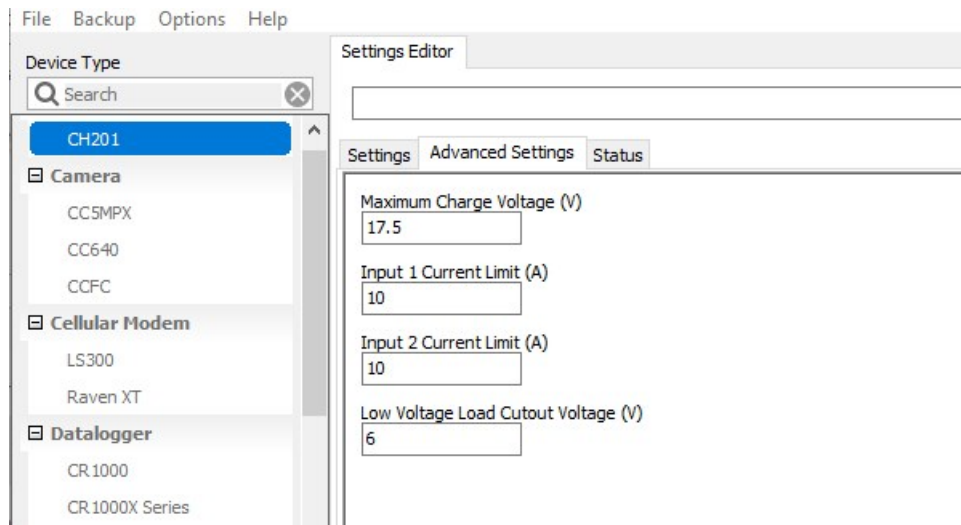 File Backup Options Help
Device Type
Search
CH201
Camera
CC5MPX
CC640
CCFC
Cellular Modem
LS300
Raven XT
Datalogger
CR1000
CR1000X Series
Settings Editor
Settings Advanced Settings Status
Maximum Charge Voltage (V)
17.5
Input 1 Current Limit (A)
10
Input 2 Current Limit (A)
10
Low Voltage Load Cutout Voltage (V)
6